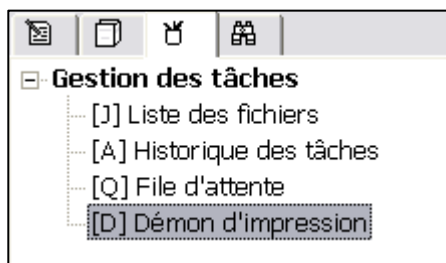 Gestion des tâches
[J] Liste des fichiers
[A] Historique des tâches
[Q] File d'attente
[D] Démon d'impression